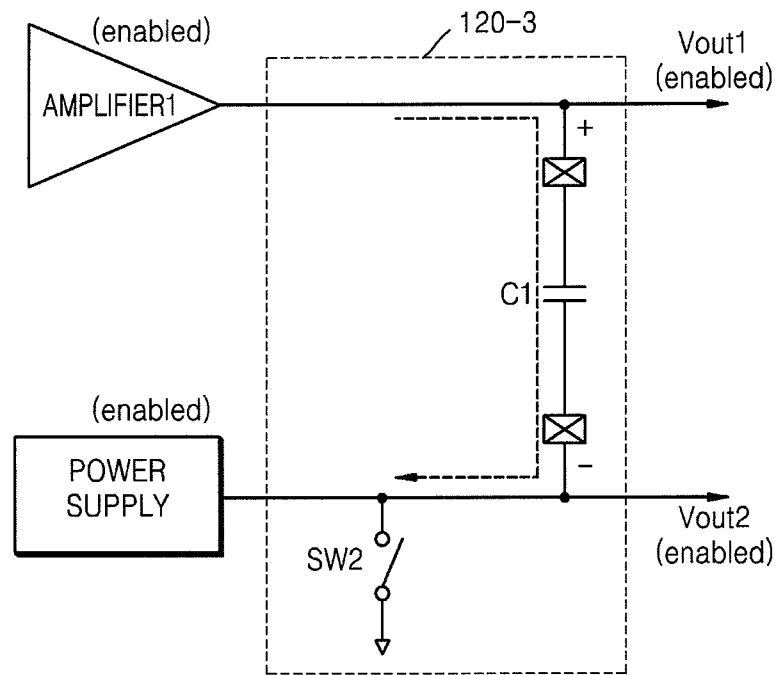 (enabled)
120-3
Vout1
(enabled)
AMPLIFIER1
+
C1
(enabled)
POWER
SUPPLY
−
SW2
Vout2
(enabled)